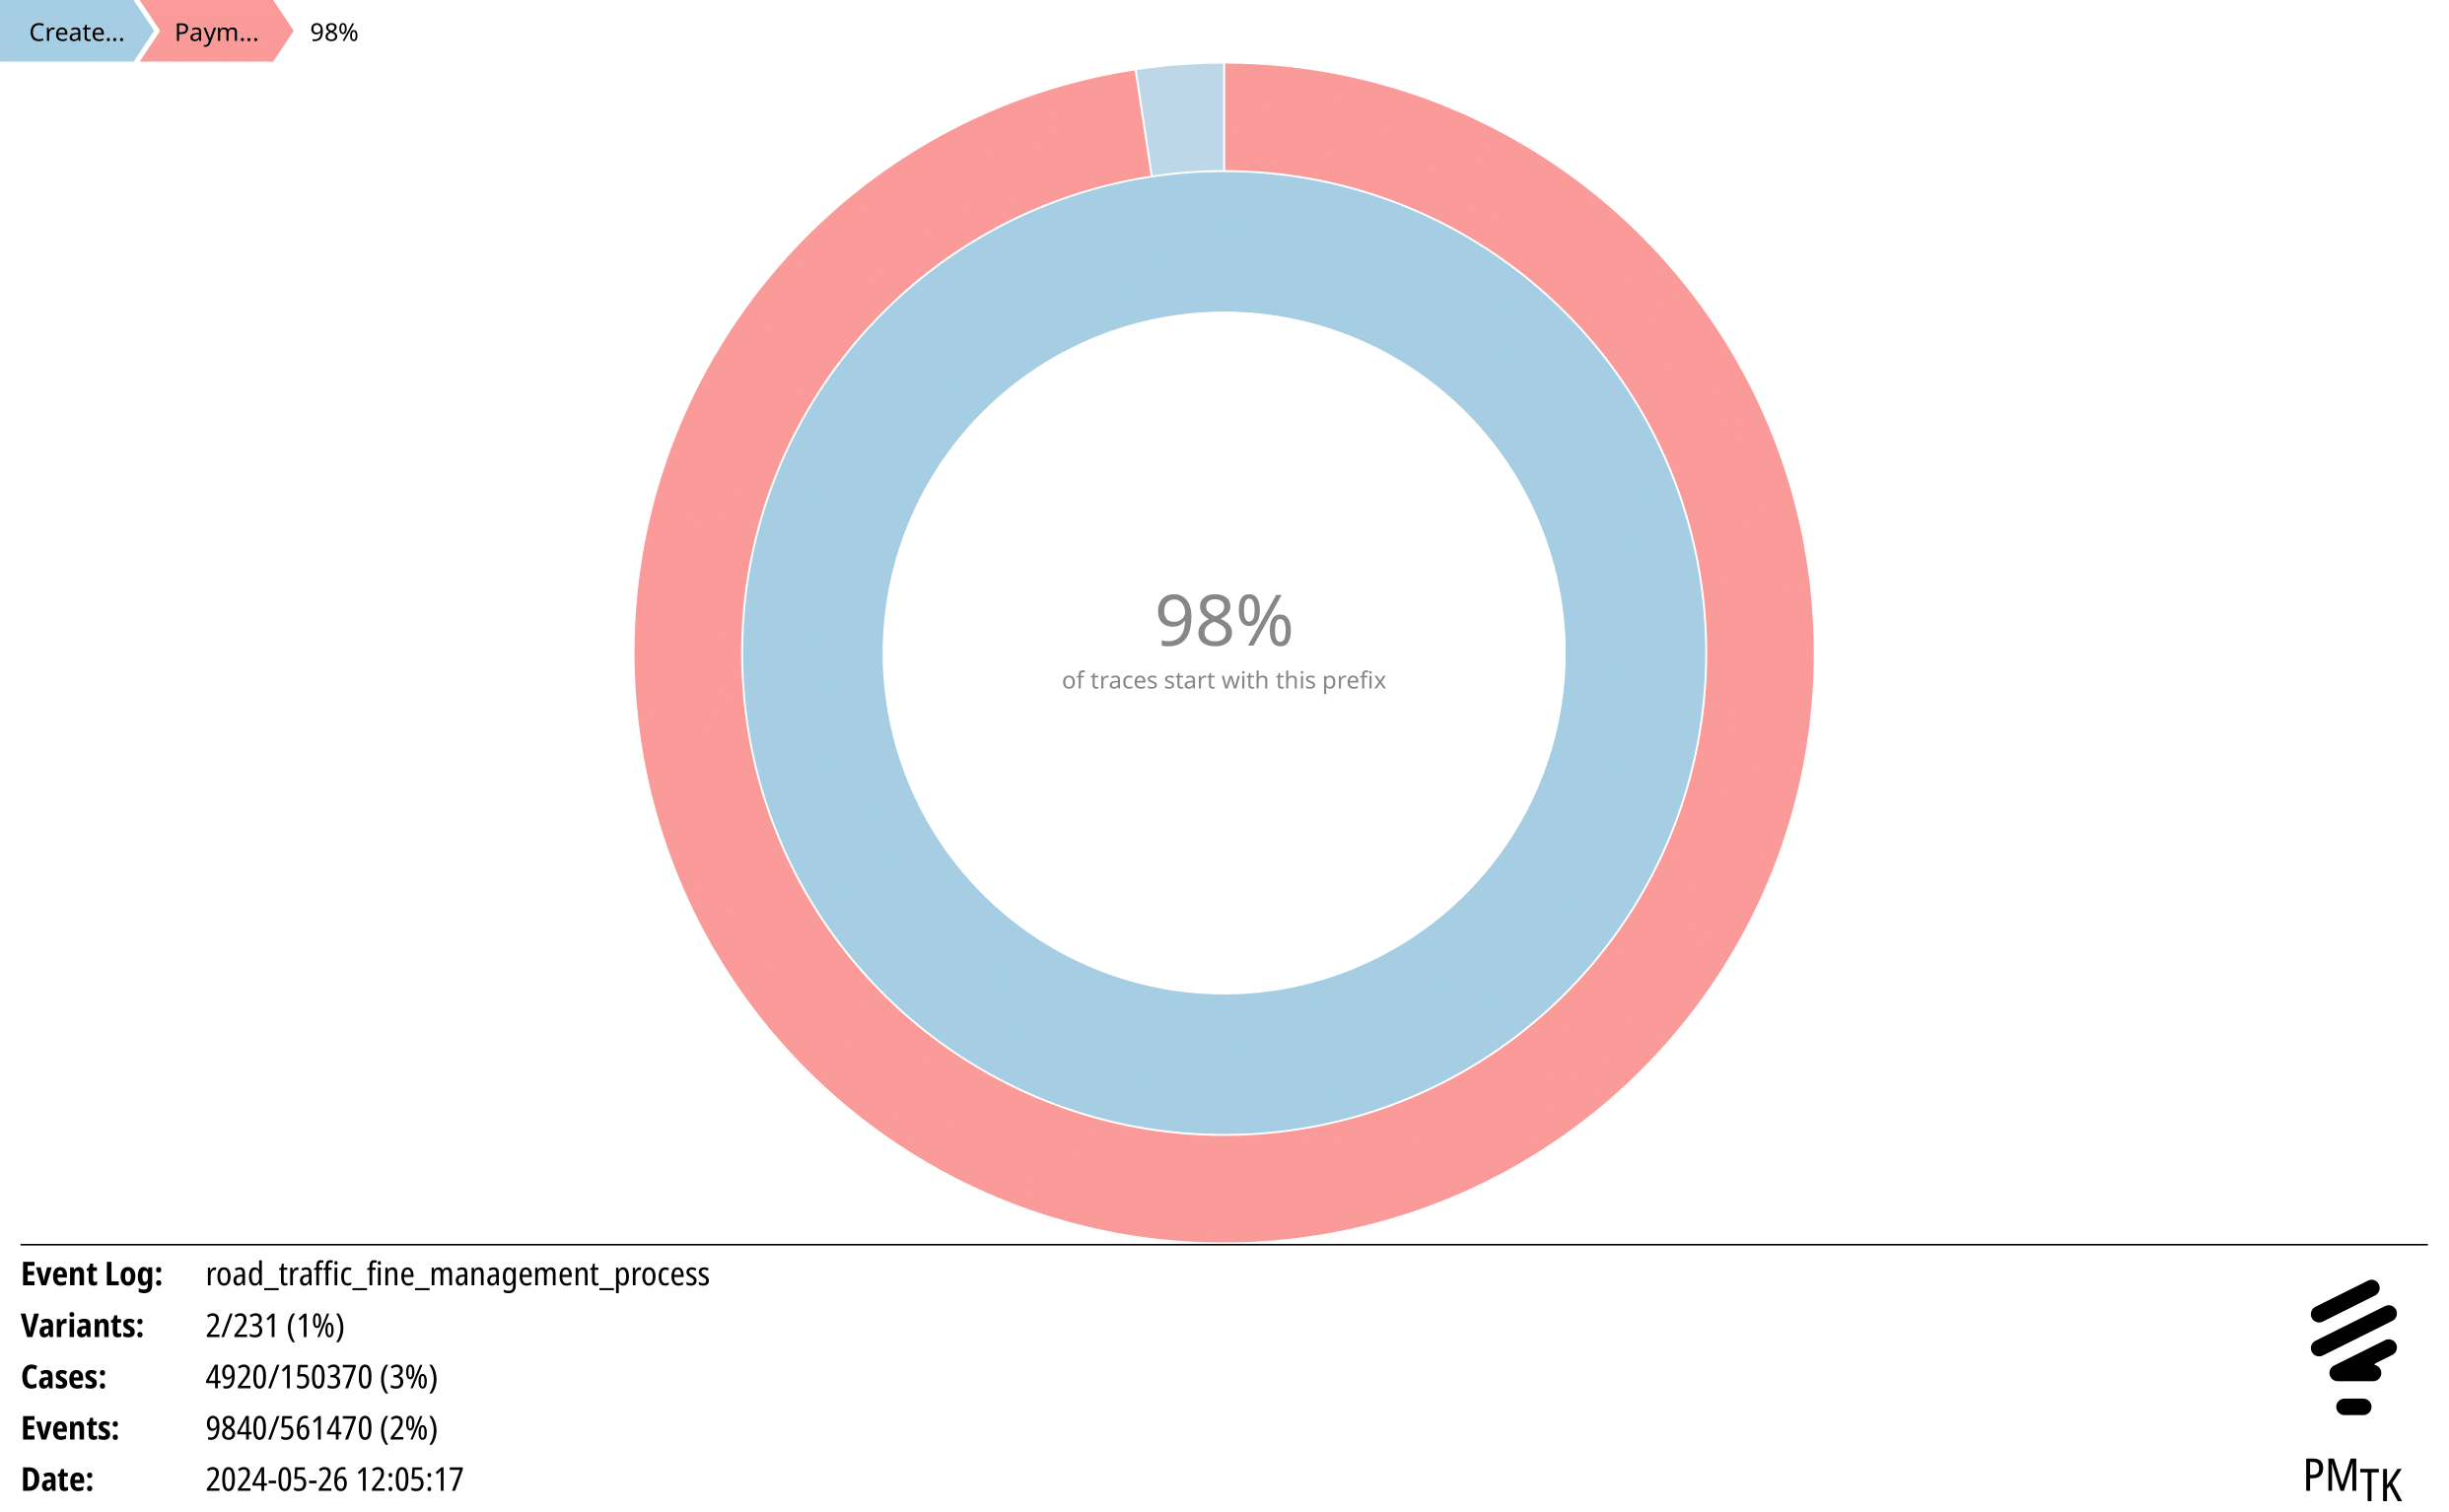 Create... Paym... 98%
98%
of traces start with this prefix
Event Log: road_traffic_fine_management_process
Variants: 2/231 (1%)
Cases: 4920/150370 (3%)
Events: 9840/561470 (2%)
Date: 2024-05-26 12:05:17
PMTK